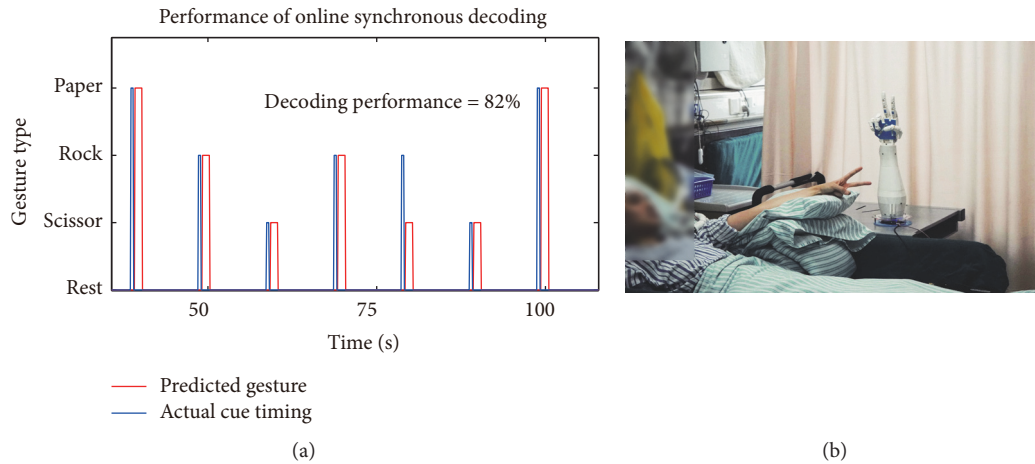 Performance of online synchronous decoding
Decoding performance = 82%
Gesture type
Paper
Rock
Scissor
Rest
50
75
100
Time (s)
Predicted gesture
Actual cue timing
(a)
(b)